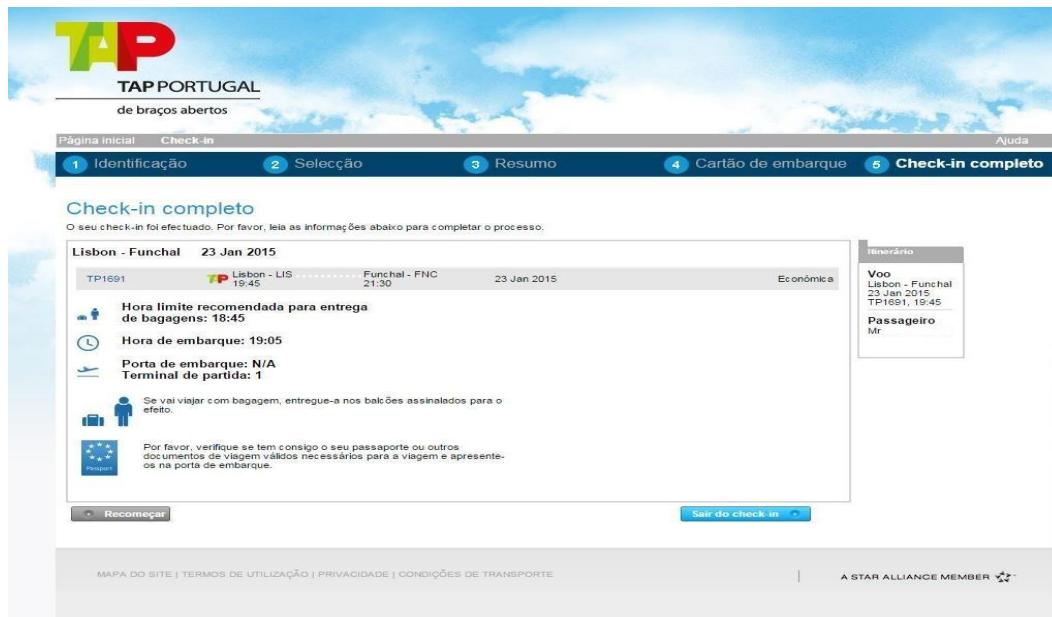 TAP
TAP PORTUGAL
de braços abertos
Página Inicial Check-in Ajuda
1 Identificação 2 Selecção 3 Resumo 4 Cartão de embarque 5 Check-in completo
Check-in completo
O seu check-in foi efectuado. Por favor, leia as informações abaixo para completar o processo.
Lisbon - Funchal 23 Jan 2015
TP1691 TAP Lisbon - LIS Funchal - FNC 23 Jan 2015 Económica
19:45 21:30
Hora limite recomendada para entrega
de bagagens: 18:45
Hora de embarque: 19:05
Porta de embarque: N/A
Terminal de partida: 1
Se vai viajar com bagagem, entregue-a nos balcões assinalados para o
efeito.
Passport
Por favor, verifique se tem consigo o seu passaporte ou outros
documentos de viagem válidos necessários para a viagem e apresente-
os na porta de embarque.
Itinerário
Voo
Lisbon - Funchal
23 Jan 2015
TP1691, 19:45
Passageiro
Mr
Recomeçar Sair do check-in
MAPA DO SITE | TERMOS DE UTILIZAÇÃO | PRIVACIDADE | CONDIÇÕES DE TRANSPORTE | A STAR ALLIANCE MEMBER